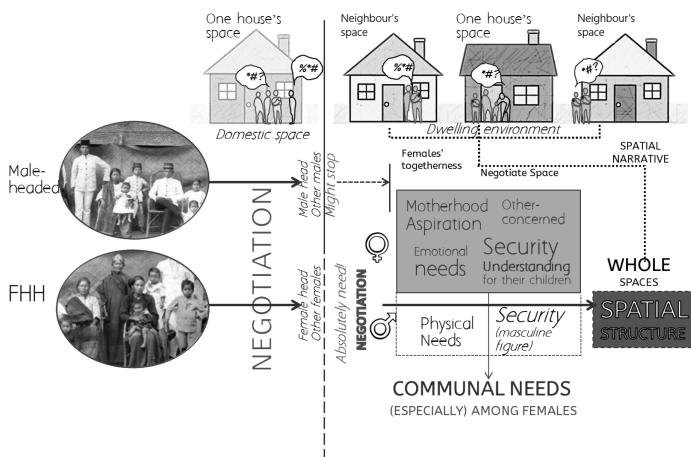 One house's
space
*#?
%*#
Domestic space
Neighbour's
space
%*#
One house's
space
*#?
Neighbour's
space
*#?
Dwelling environment
Male-
headed
FHH
NEGOTIATION
Male head
Other males
Might stop
Female head
Other females
Absolutely need!
NEGOTIATION
Females'
togetherness
Negotiate Space
SPATIAL
NARRATIVE
Motherhood
Aspiration
Other-
concerned
Emotional
needs
Security
Understanding
for their children
Physical
Needs
Security
(masculine
figure)
WHOLE
SPACES
SPATIAL
STRUCTURE
COMMUNAL NEEDS
(ESPECIALLY) AMONG FEMALES